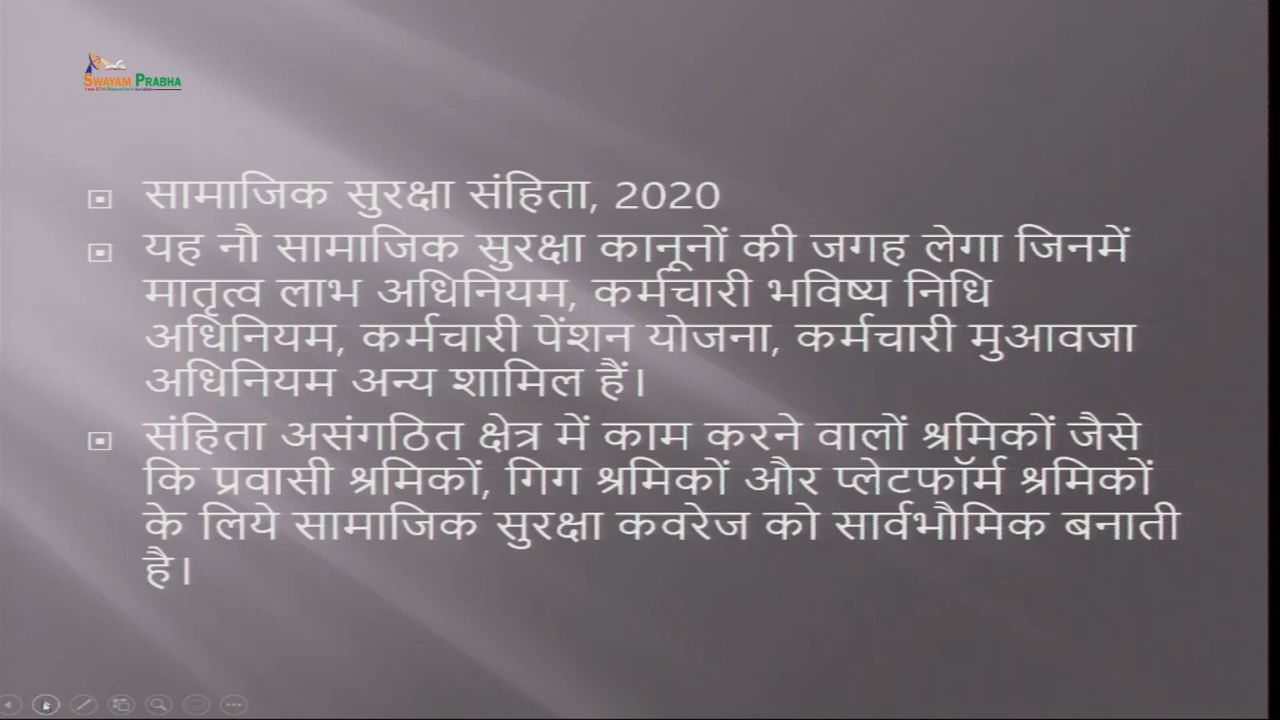 SWAYAM PRABHA
सामाजिक सुरक्षा संहिता, 2020
यह नौ सामाजिक सुरक्षा कानूनों की जगह लेगा जिनमें
मातृत्व लाभ अधिनियम, कर्मचारी भविष्य निधि
अधिनियम, कर्मचारी पेंशन योजना, कर्मचारी मुआवजा
अधिनियम अन्य शामिल हैं।
संहिता असंगठित क्षेत्र में काम करने वालों श्रमिकों जैसे
कि प्रवासी श्रमिकों, गिग श्रमिकों और प्लेटफॉर्म श्रमिकों
के लिये सामाजिक सुरक्षा कवरेज को सार्वभौमिक बनाती
है।